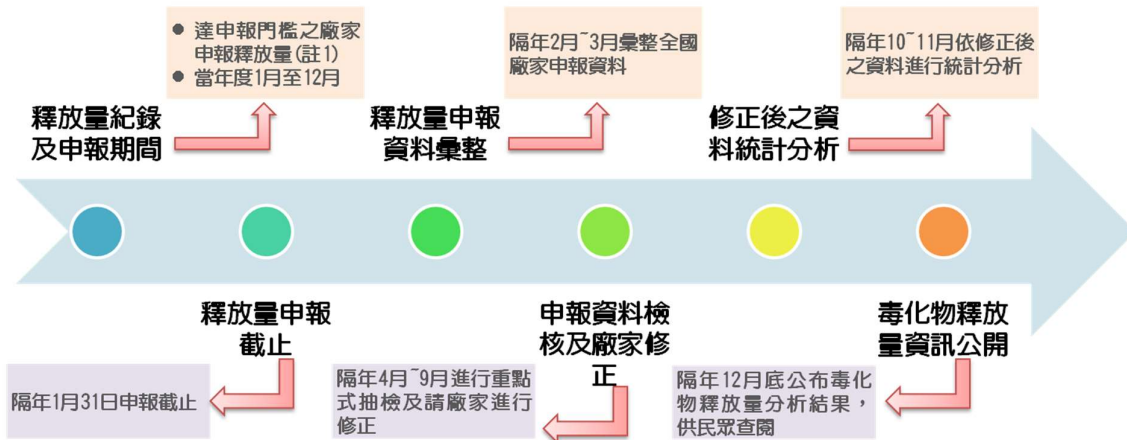 ● 達申報門檻之廠家
申報釋放量(註1)
● 當年度1月至12月
釋放量紀錄
及申報期間
隔年2月~3月彙整全國
廠家申報資料
釋放量申報
資料彙整
隔年10~11月依修正後
之資料進行統計分析
修正後之資
料統計分析
釋放量申報
截止
隔年1月31日申報截止
申報資料檢
核及廠家修
正
隔年4月~9月進行重點
式抽檢及請廠家進行
修正
毒化物釋放
量資訊公開
隔年12月底公布毒化
物釋放量分析結果，
供民眾查閱